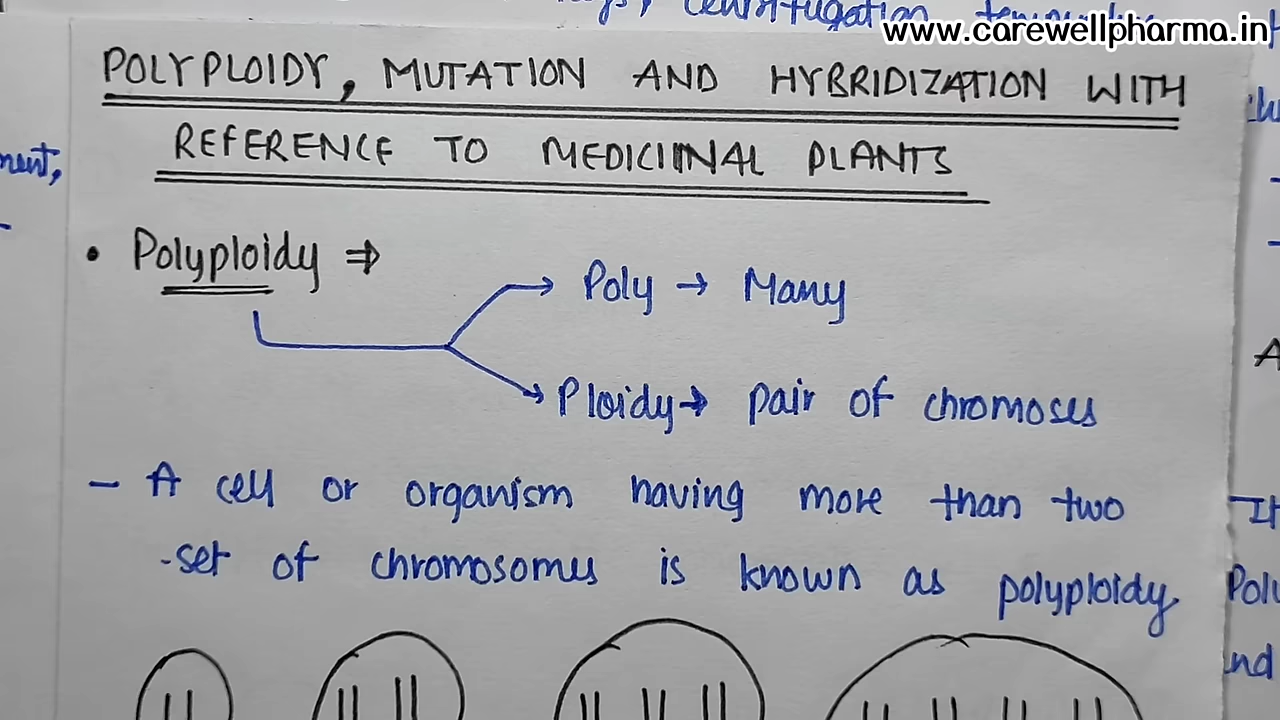 www.carewellpharma.in
POLYPLOIDY, MUTATION AND HYBRIDIZATION WITH
REFERENCE TO MEDICIINAL PLANTS
• Polyploidy ⇒
Poly → Many
Ploidy → pair of chromoses
- A cell or organism having more than two
set of chromosomes is known as polyploidy.